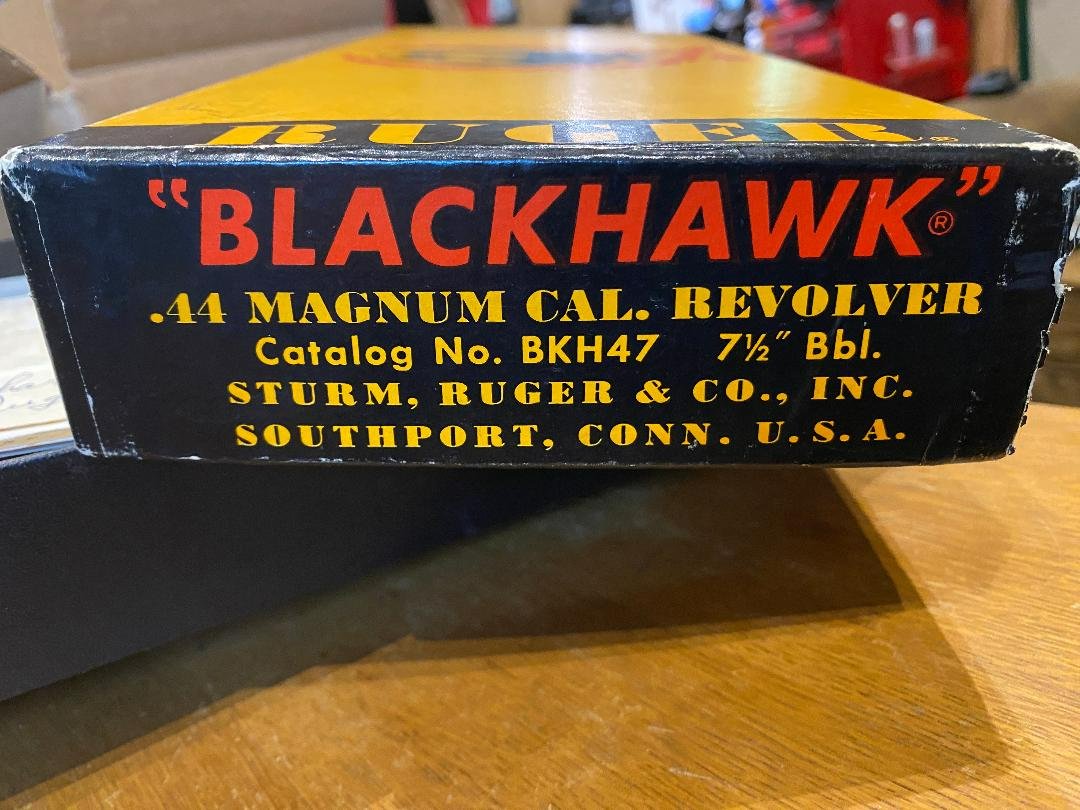 RUGER®
"BLACKHAWK"®
.44 MAGNUM CAL. REVOLVER
Catalog No. BKH47 7½" Bbl.
STURM, RUGER & CO., INC.
SOUTHPORT, CONN. U.S.A.